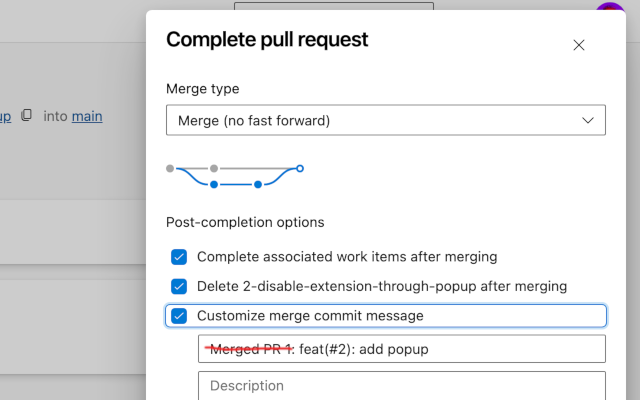 Complete pull request
up into main
Merge type
Merge (no fast forward)
Post-completion options
Complete associated work items after merging
Delete 2-disable-extension-through-popup after merging
Customize merge commit message
Merged PR 1: feat(#2): add popup
Description